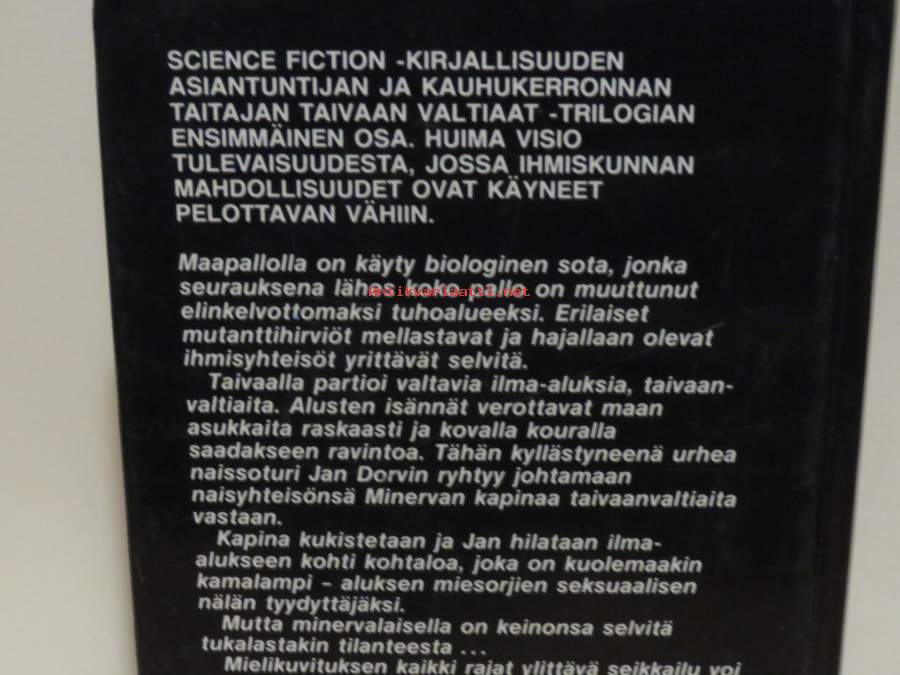 SCIENCE FICTION -KIRJALLISUUDEN
ASIANTUNTIJAN JA KAUHUKERRONNAN
TAITAJAN TAIVAAN VALTIAAT -TRILOGIAN
ENSIMMÄINEN OSA. HUIMA VISIO
TULEVAISUUDESTA, JOSSA IHMISKUNNAN
MAHDOLLISUUDET OVAT KÄYNEET
PELOTTAVAN VÄHIIN.
Maapallolla on käyty biologinen sota, jonka
seurauksena lähes koko pallo on muuttunut
antikvariaatit.net
elinkelvottomaksi tuhoalueeksi. Erilaiset
mutanttihirviöt mellastavat ja hajallaan olevat
ihmisyhteisöt yrittävät selvitä.
Taivaalla partioi valtavia ilma-aluksia, taivaan-
valtiaita. Alusten isännät verottavat maan
asukkaita raskaasti ja kovalla kouralla
saadakseen ravintoa. Tähän kyllästyneenä urhea
naissoturi Jan Dorvin ryhtyy johtamaan
naisyhteisönsä Minervan kapinaa taivaanvaltiaita
vastaan.
Kapina kukistetaan ja Jan hilataan ilma-
alukseen kohti kohtaloa, joka on kuolemaakin
kamalampi – aluksen miesorjien seksuaalisen
nälän tyydyttäjäksi.
Mutta minervalaisella on keinonsa selvitä
tukalastakin tilanteesta ...
Mielikuvituksen kaikki rajat ylittävä seikkailu voi